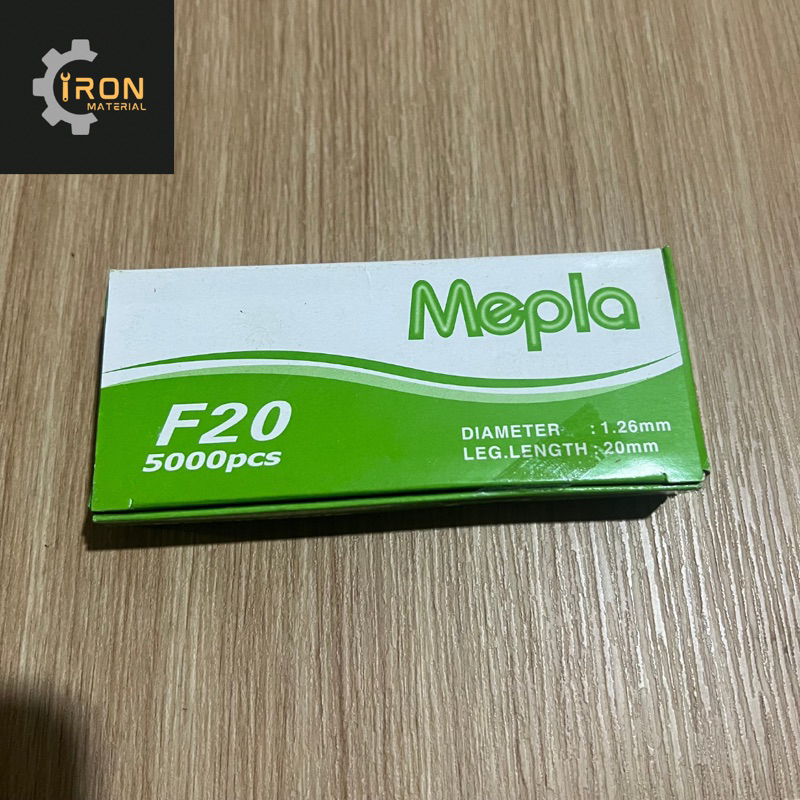 iRON
MATERIAL
Mepla
F20
5000pcs
DIAMETER : 1.26mm
LEG.LENGTH : 20mm